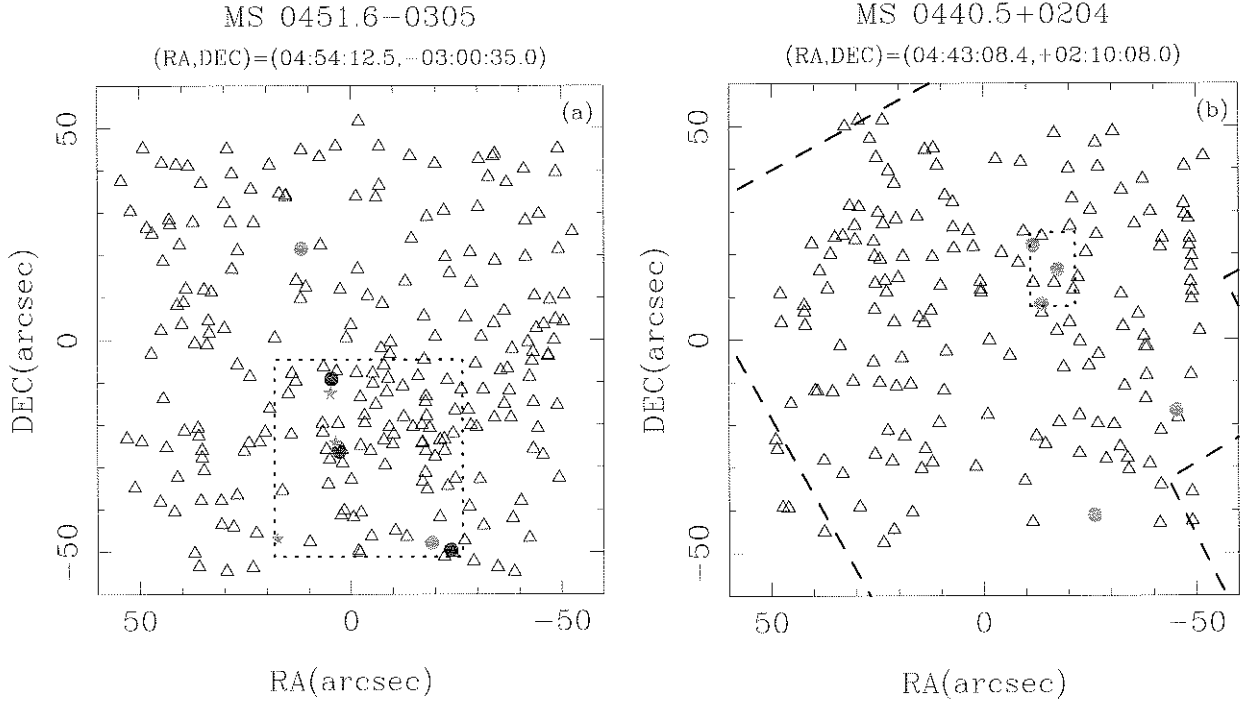 MS 0451.6−0305
(RA,DEC)=(04:54:12.5,−03:00:35.0)
(a)
50
0
−50
DEC(arcsec)
50
0
−50
RA(arcsec)
MS 0440.5+0204
(RA,DEC)=(04:43:08.4,+02:10:08.0)
(b)
50
0
−50
DEC(arcsec)
50
0
−50
RA(arcsec)